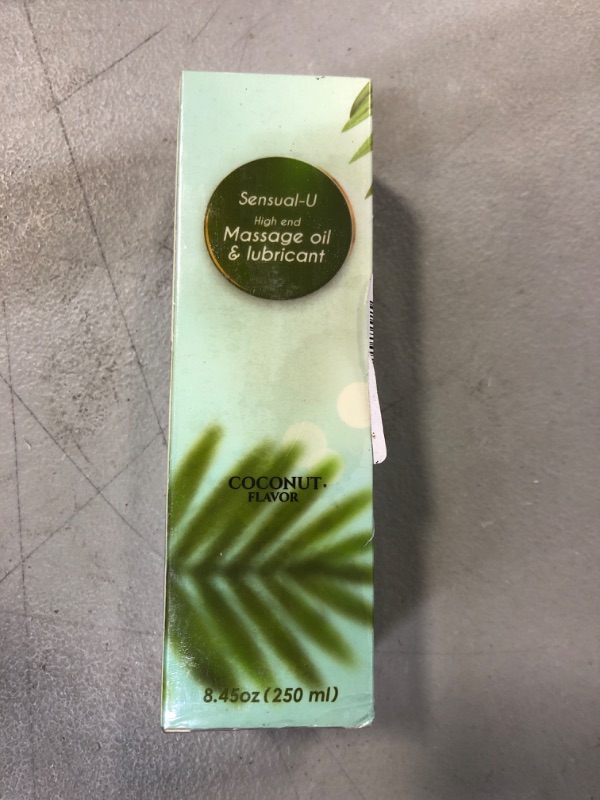 Sensual-U
High end
Massage oil
& lubricant
COCONUT.
FLAVOR
8.45oz (250 ml)